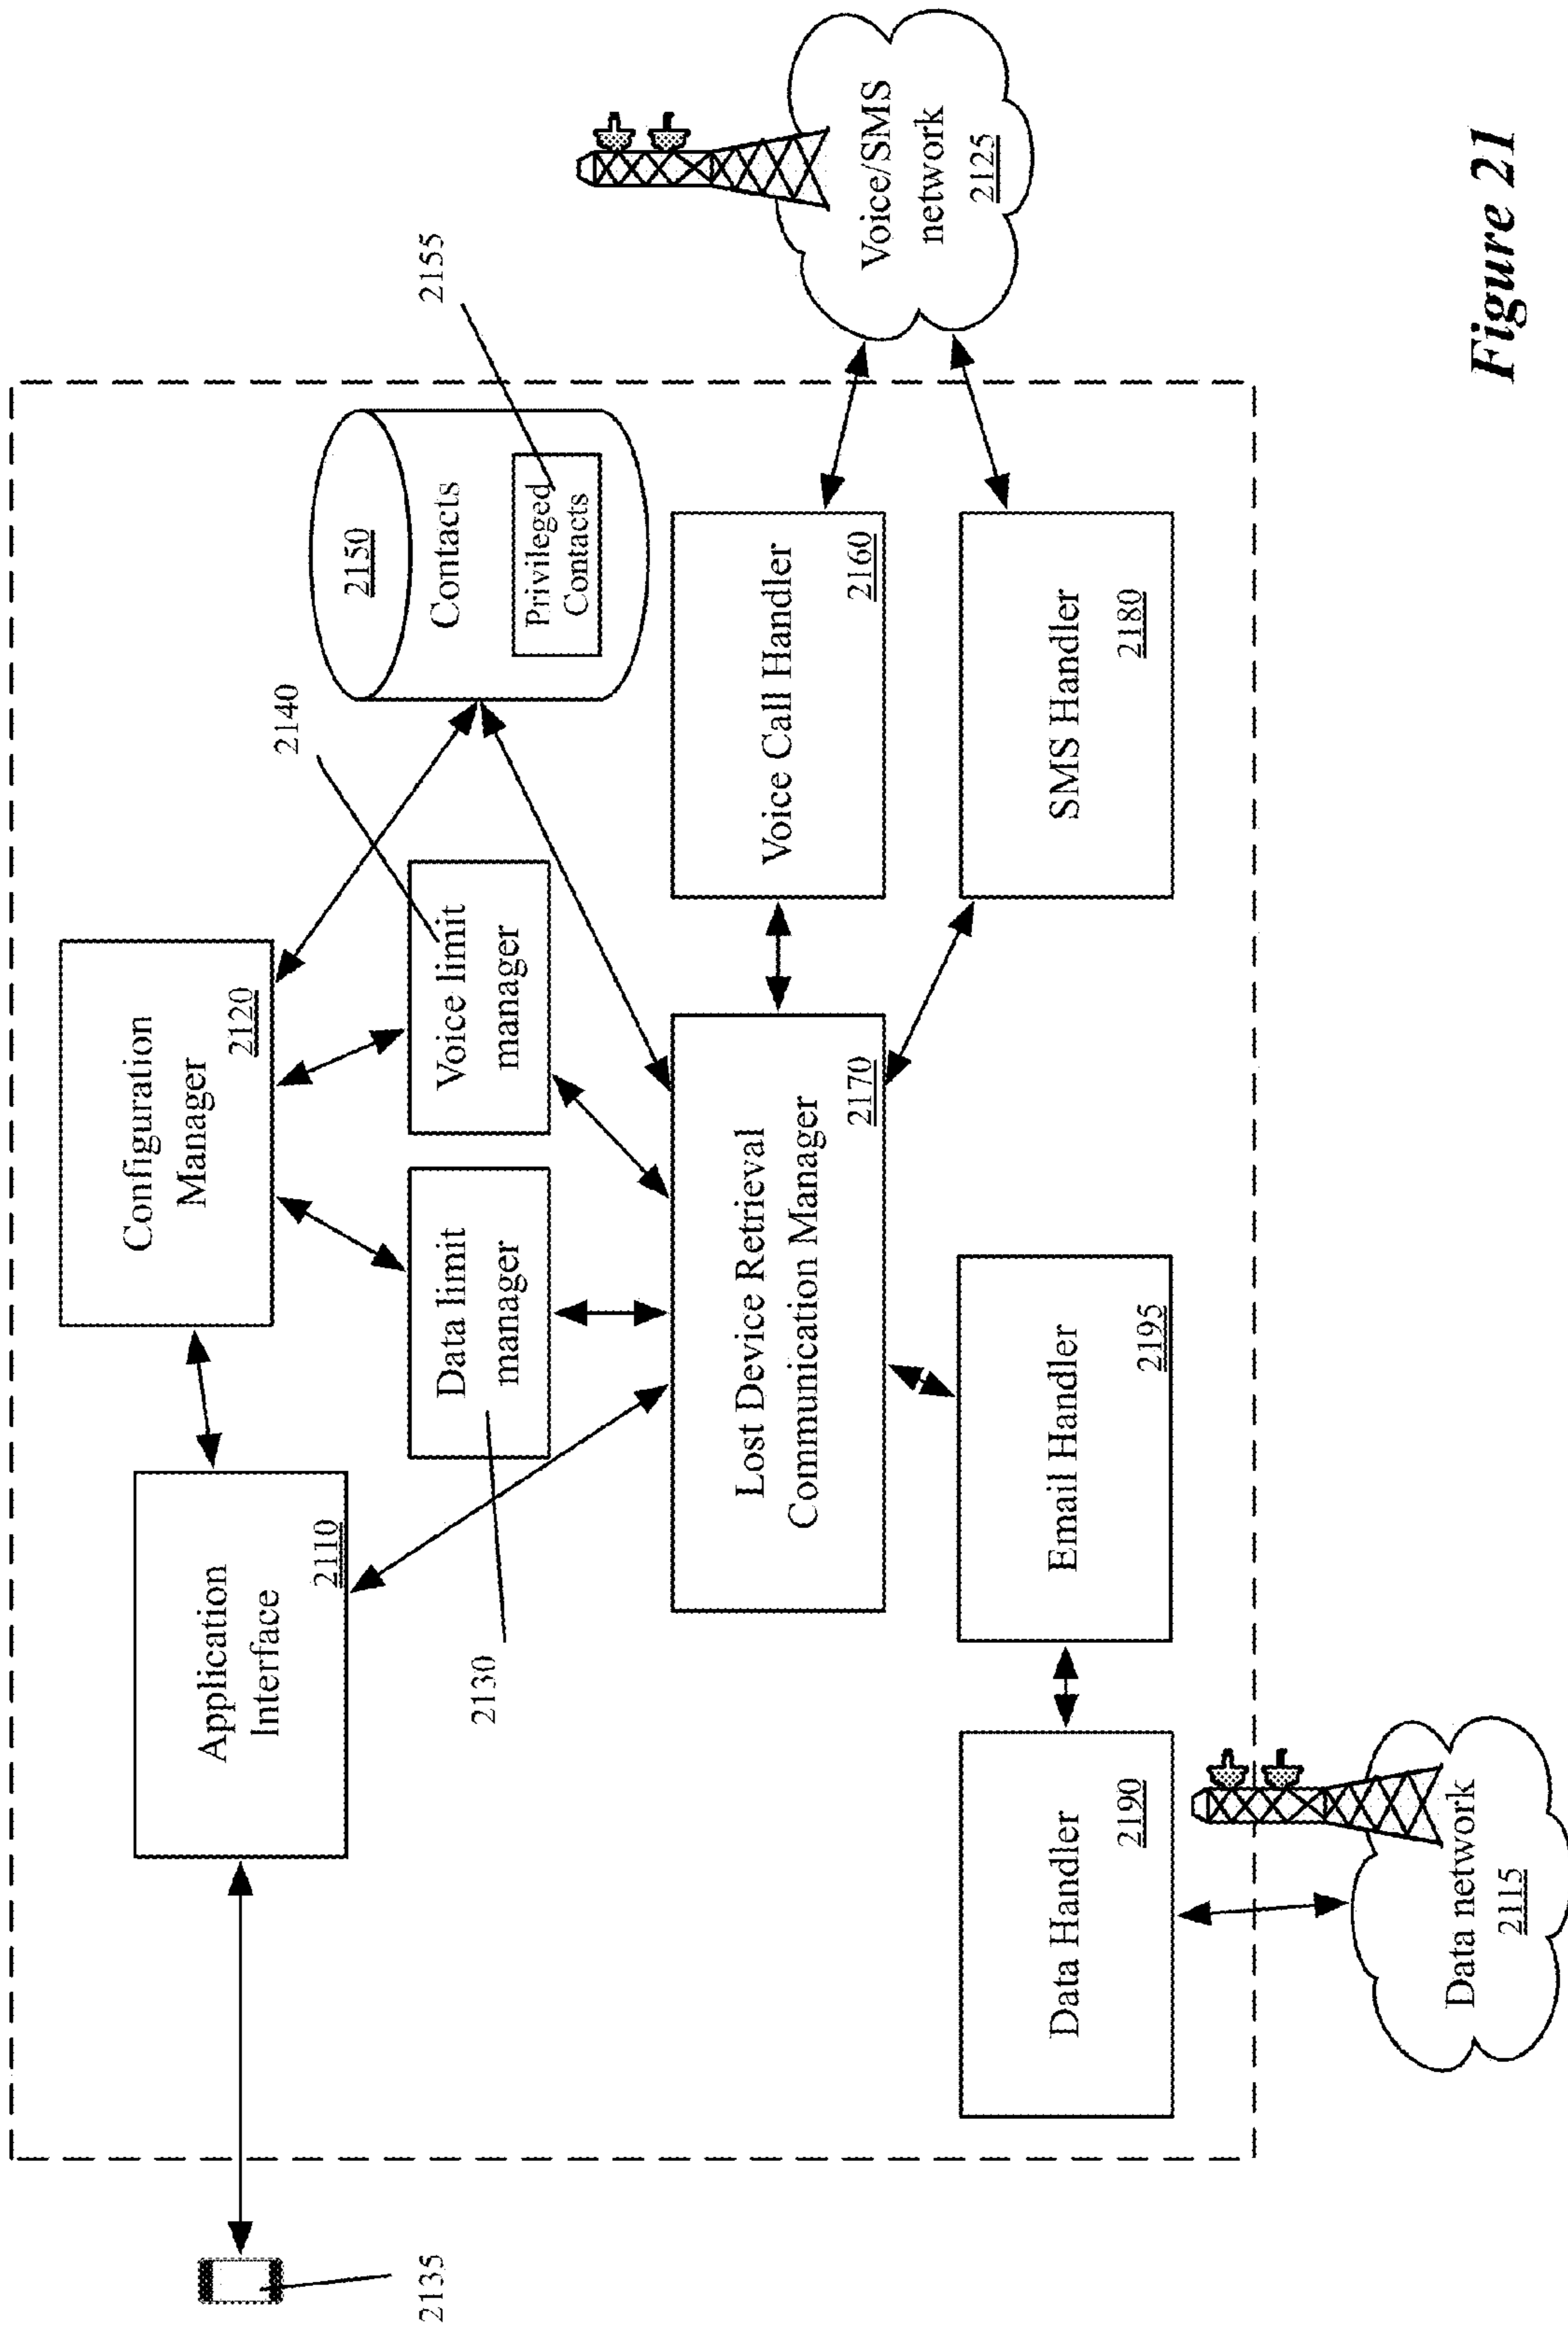 2135
Application
Interface
2110
Configuration
Manager
2120
2140
2150
Contacts
Privileged
Contacts
2155
Data limit
manager
2130
Voice limit
manager
Lost Device Retrieval
Communication Manager
2170
Voice Call Handler
2160
Voice/SMS
network
2125
Data Handler
2190
Email Handler
2195
SMS Handler
2180
Data network
2115
Figure 21